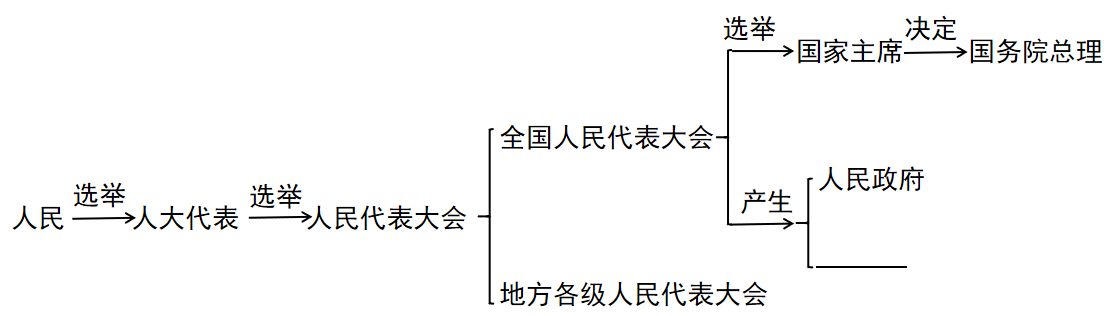 选举
国家主席
决定
国务院总理
全国人民代表大会
人民
选举
人大代表
选举
人民代表大会
产生
人民政府
地方各级人民代表大会